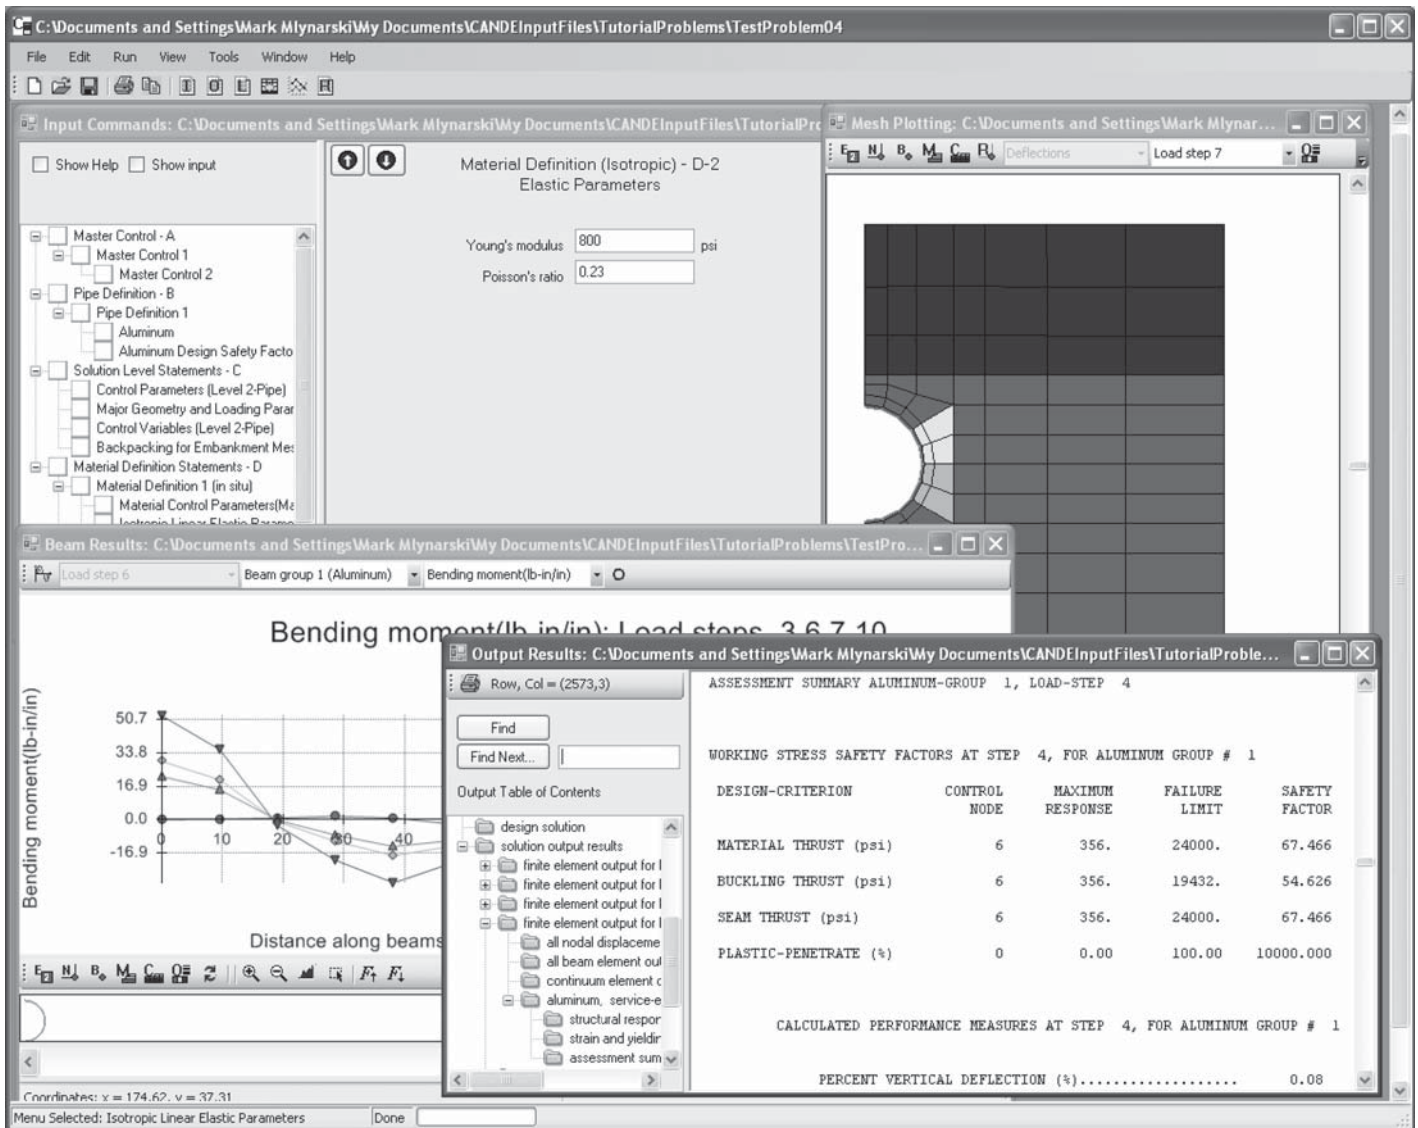 C:\Documents and Settings\Mark Mlynarski\My Documents\CANDEInputFiles\TutorialProblems\TestProblem04
File Edit Run View Tools Window Help
Input Commands: C:\Documents and Settings\Mark Mlynarski\My Documents\CANDEInputFiles\TutorialPro
Show Help Show input
Master Control - A
Master Control 1
Master Control 2
Pipe Definition - B
Pipe Definition 1
Aluminum
Aluminum Design Safety Facto
Solution Level Statements - C
Control Parameters (Level 2-Pipe)
Major Geometry and Loading Parar
Control Variables (Level 2-Pipe)
Backpacking for Embankment Mes
Material Definition Statements - D
Material Definition 1 (in situ)
Material Control Parameters(Ma
Isotropic Linear Elastic Parame
Material Definition (Isotropic) - D-2
Elastic Parameters
Young's modulus 800 psi
Poisson's ratio 0.23
Mesh Plotting: C:\Documents and Settings\Mark Mlynar...
Deflections Load step 7
Beam Results: C:\Documents and Settings\Mark Mlynarski\My Documents\CANDEInputFiles\TutorialProblems\TestPro...
Load step 6 Beam group 1 (Aluminum) Bending moment(lb-in/in)
Bending moment(lb-in/in): Load steps 3,6,7,10
Bending moment(lb-in/in)
50.7
33.8
16.9
0.0
-16.9
0 10 20 30 40
Distance along beams
Coordinates: x = 174.62, y = 37.31
Output Results: C:\Documents and Settings\Mark Mlynarski\My Documents\CANDEInputFiles\TutorialProble...
Row, Col = (2573,3)
Find
Find Next...
Output Table of Contents
design solution
solution output results
finite element output for l
finite element output for l
finite element output for l
finite element output for l
all nodal displaceme
all beam element out
continuum element c
aluminum, service-e
structural respor
strain and yieldir
assessment sum
ASSESSMENT SUMMARY ALUMINUM-GROUP 1, LOAD-STEP 4
WORKING STRESS SAFETY FACTORS AT STEP 4, FOR ALUMINUM GROUP # 1
DESIGN-CRITERION CONTROL MAXIMUM FAILURE SAFETY
NODE RESPONSE LIMIT FACTOR
MATERIAL THRUST (psi) 6 356. 24000. 67.466
BUCKLING THRUST (psi) 6 356. 19432. 54.626
SEAM THRUST (psi) 6 356. 24000. 67.466
PLASTIC-PENETRATE (%) 0 0.00 100.00 10000.000
CALCULATED PERFORMANCE MEASURES AT STEP 4, FOR ALUMINUM GROUP # 1
PERCENT VERTICAL DEFLECTION (%)................... 0.08
Menu Selected: Isotropic Linear Elastic Parameters Done